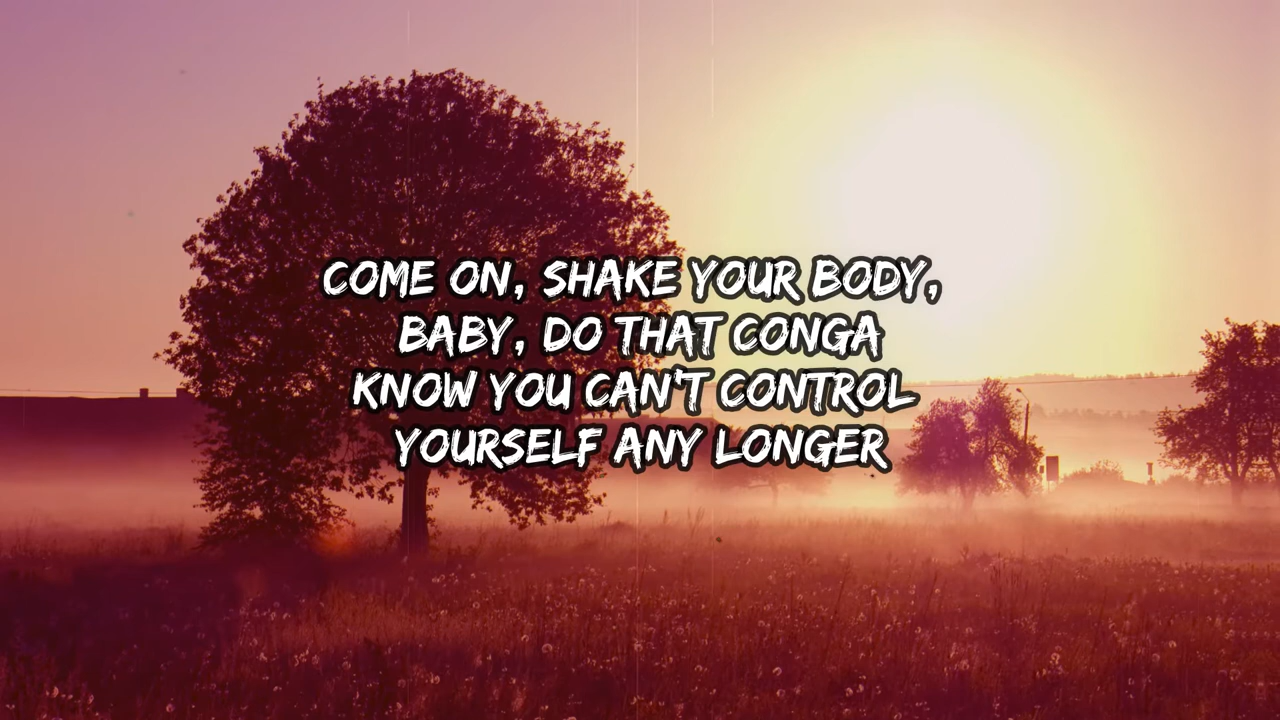 COME ON, SHAKE YOUR BODY,
BABY, DO THAT CONGA
KNOW YOU CAN'T CONTROL
YOURSELF ANY LONGER